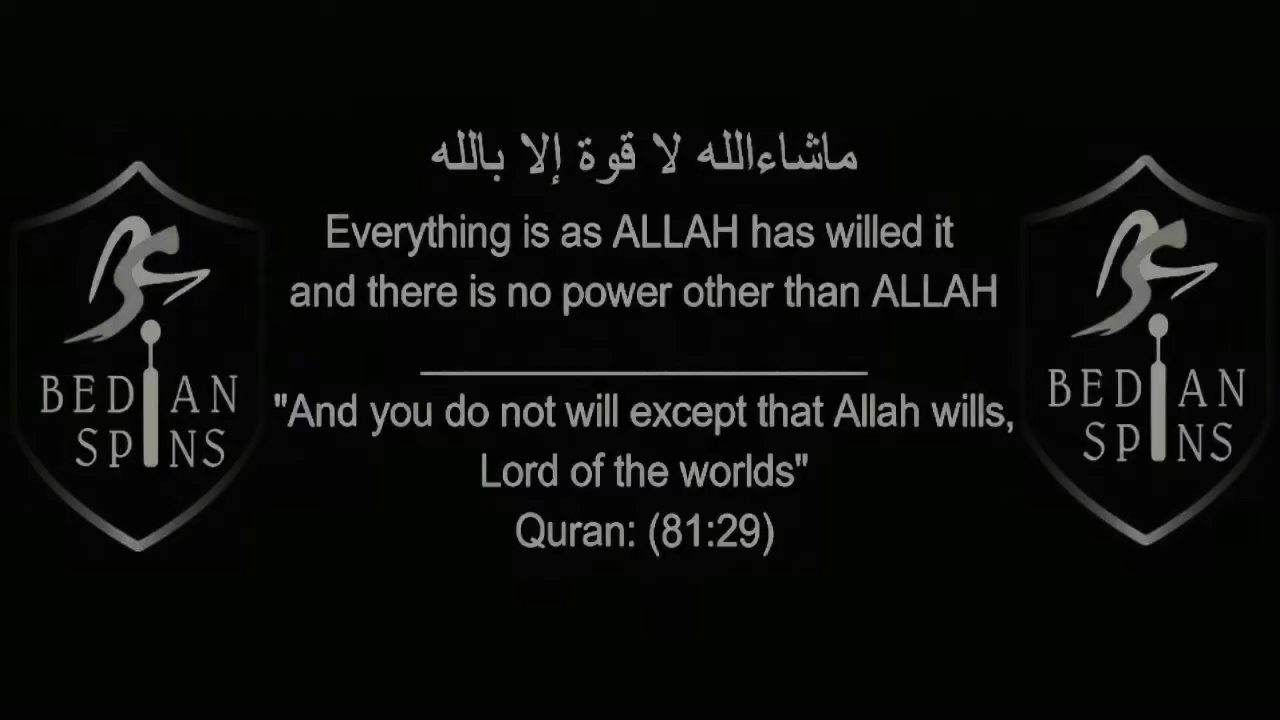 ماشاءالله لا قوة إلا بالله
Everything is as ALLAH has willed it
and there is no power other than ALLAH
"And you do not will except that Allah wills,
Lord of the worlds"
Quran: (81:29)
BEDIAN
SPINS
BEDIAN
SPINS